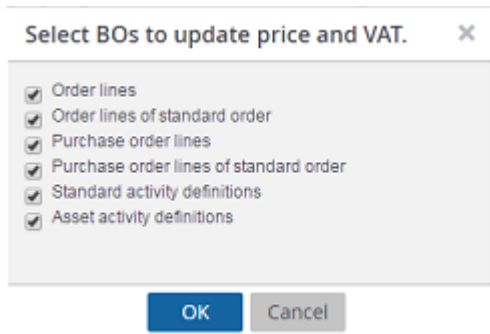 Select BOs to update price and VAT.
Order lines
Order lines of standard order
Purchase order lines
Purchase order lines of standard order
Standard activity definitions
Asset activity definitions
OK Cancel